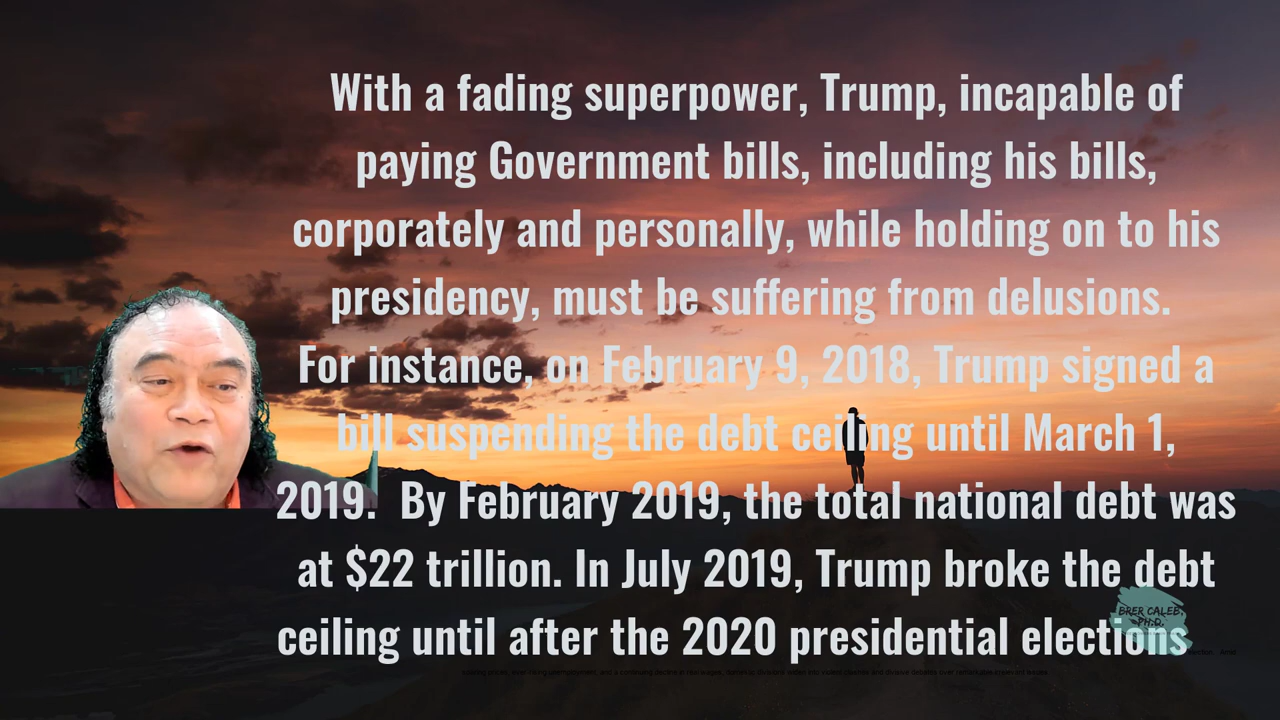 With a fading superpower, Trump, incapable of
paying Government bills, including his bills,
corporately and personally, while holding on to his
presidency, must be suffering from delusions.
For instance, on February 9, 2018, Trump signed a
bill suspending the debt ceiling until March 1,
2019. By February 2019, the total national debt was
at $22 trillion. In July 2019, Trump broke the debt
ceiling until after the 2020 presidential elections
BRER CALEB,
PH.D.